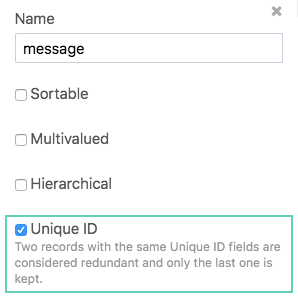 Name
message
Sortable
Multivalued
Hierarchical
Unique ID
Two records with the same Unique ID fields are
considered redundant and only the last one is
kept.